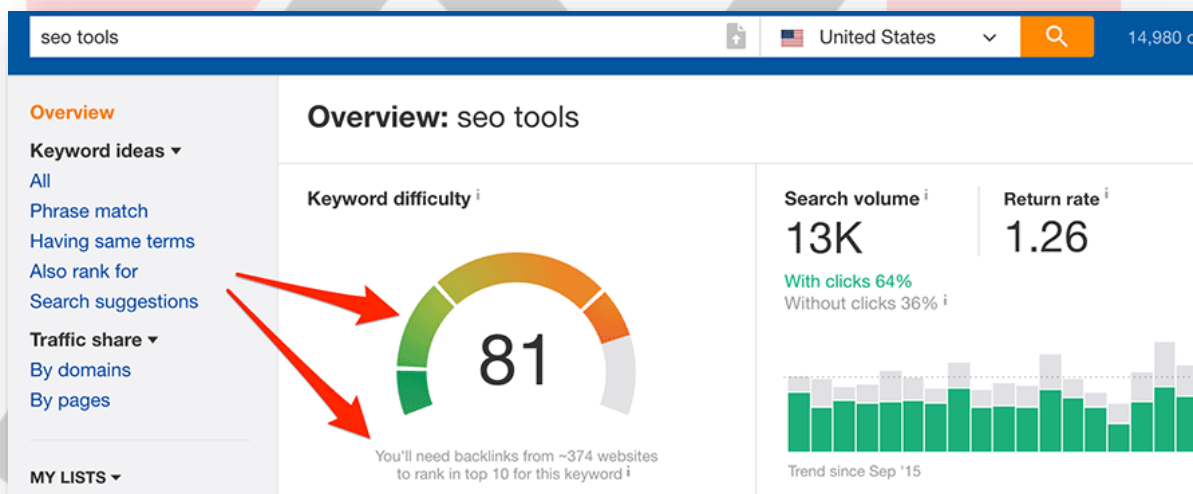 seo tools
United States
14,980
Overview
Keyword ideas
All
Phrase match
Having same terms
Also rank for
Search suggestions
Traffic share
By domains
By pages
MY LISTS
Overview: seo tools
Keyword difficulty i
81
You'll need backlinks from ~374 websites
to rank in top 10 for this keyword i
Search volume i
13K
With clicks 64%
Without clicks 36% i
Return rate i
1.26
Trend since Sep '15